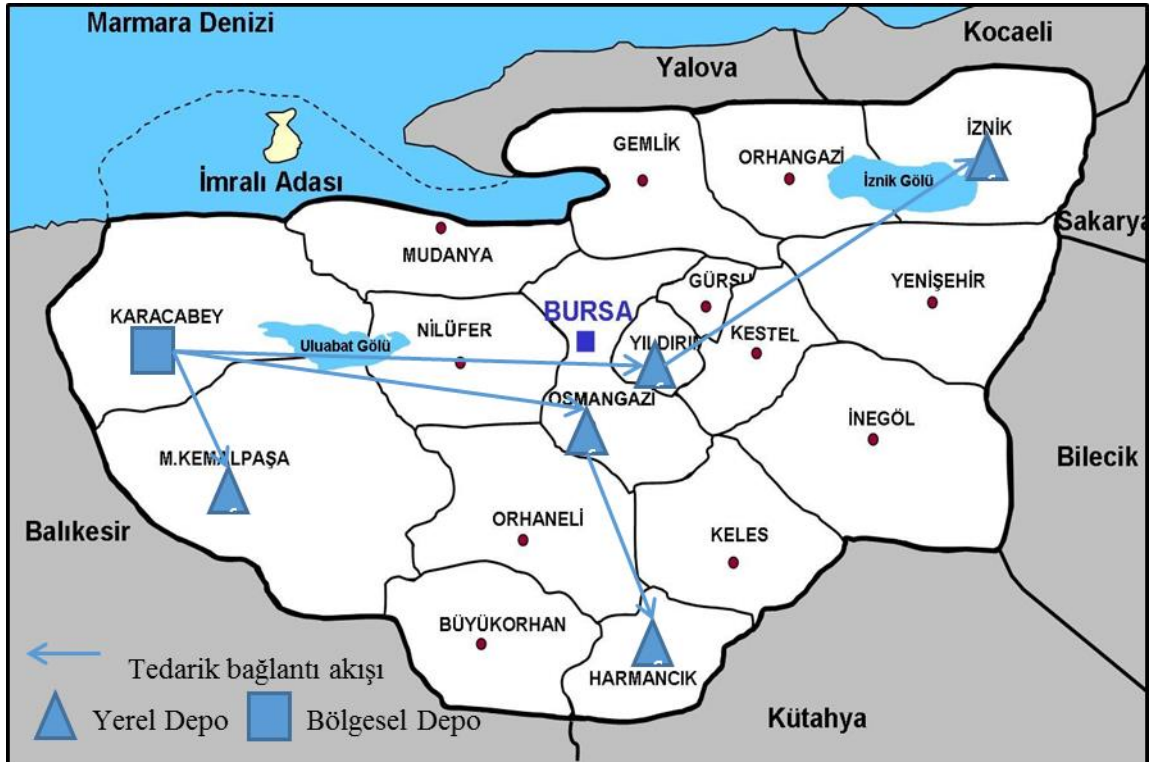 Marmara Denizi
Kocaeli
Yalova
İZNİK
GEMLİK
ORHANGAZİ
İznik Gölü
İmralı Adası
Sakarya
MUDANYA
YENİŞEHİR
GÜRSU
BURSA
KARACABEY
NİLÜFER
KESTEL
Uluabat Gölü
YILDIRIM
OSMANGAZİ
İNEGÖL
M.KEMALPAŞA
Bilecik
ORHANELİ
KELES
Balıkesir
BÜYÜKORHAN
HARMANCIK
Tedarik bağlantı akışı
Yerel Depo
Bölgesel Depo
Kütahya